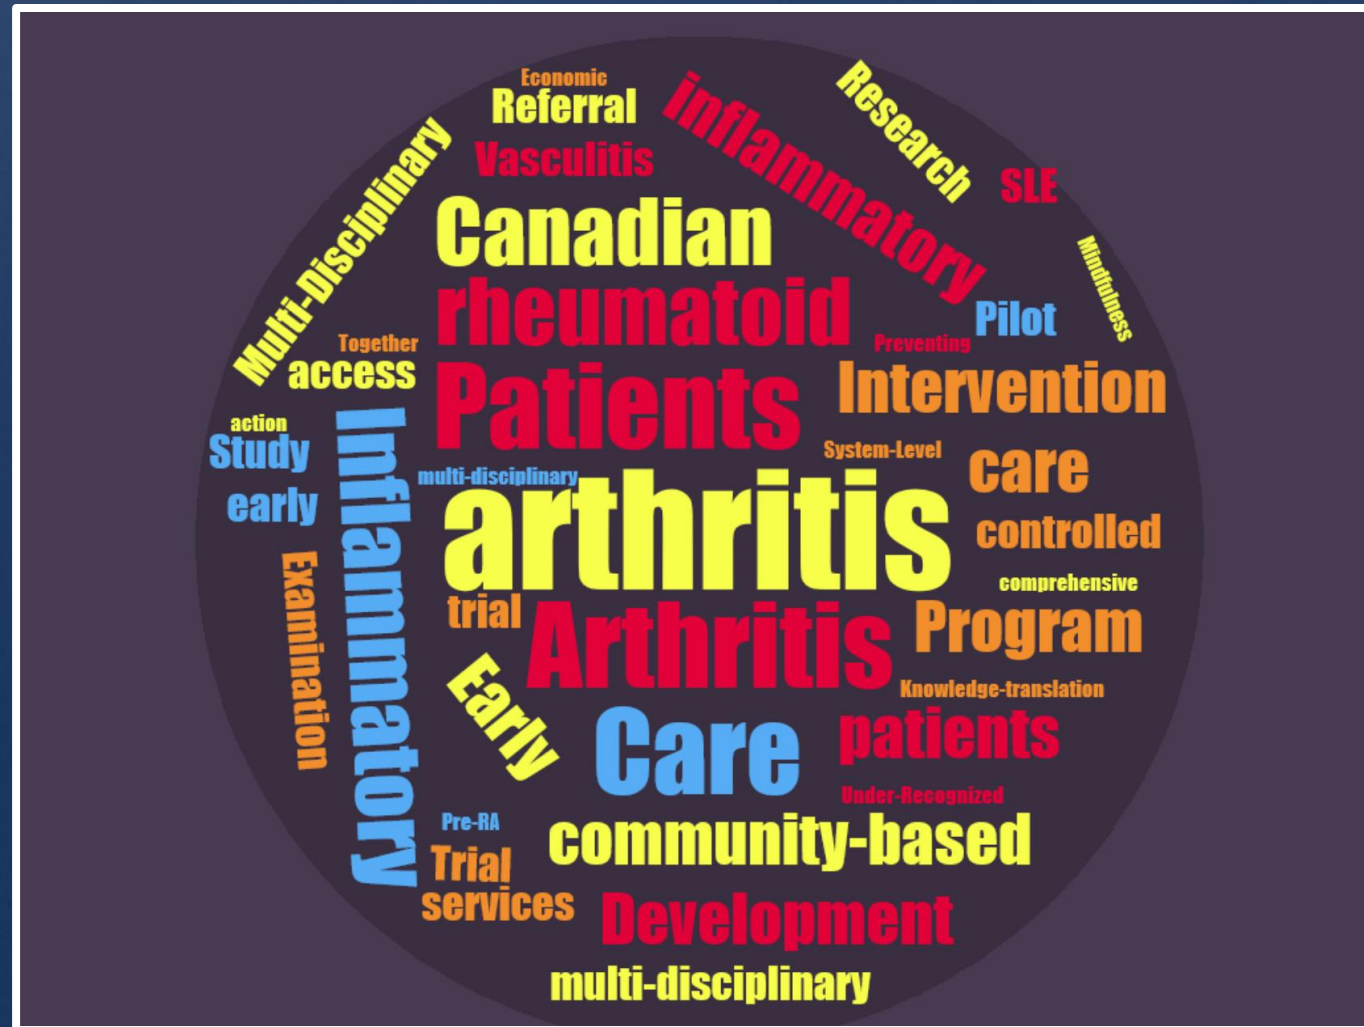 Economic
Referral
Vasculitis
inflammatory
Research
SLE
Multi-Disciplinary
Canadian
Mindfulness
rheumatoid
Pilot
Together
Preventing
access
Patients
Intervention
action
Study
Inflammatory
System-Level
care
multi-disciplinary
early
arthritis
controlled
Examination
comprehensive
trial
Arthritis
Program
Early
Knowledge-translation
Care
patients
Under-Recognized
Pre-RA
community-based
Trial
services
Development
multi-disciplinary